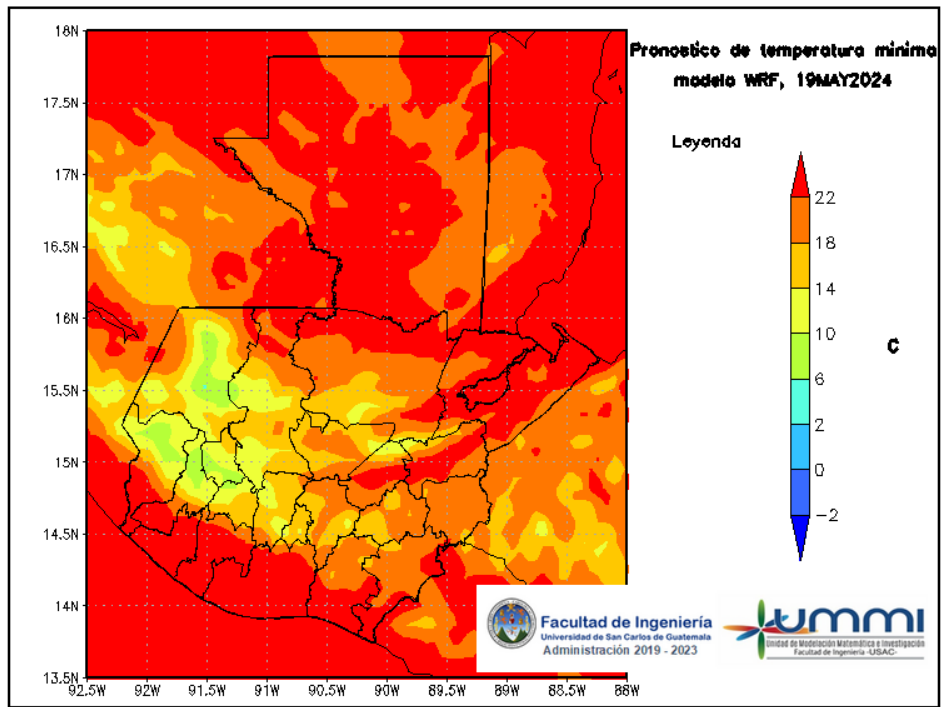 Pronostico de temperatura minima
modelo WRF, 19MAY2024
Leyenda
22
18
14
10
6
2
0
−2
C
18N
17.5N
17N
16.5N
16N
15.5N
15N
14.5N
14N
13.5N
92.5W
92W
91.5W
91W
90.5W
90W
89.5W
89W
88.5W
88W
Facultad de Ingeniería
Universidad de San Carlos de Guatemala
Administración 2019 - 2023
UMMI
Unidad de Modelación Matemática e Investigación
Facultad de Ingeniería -USAC-